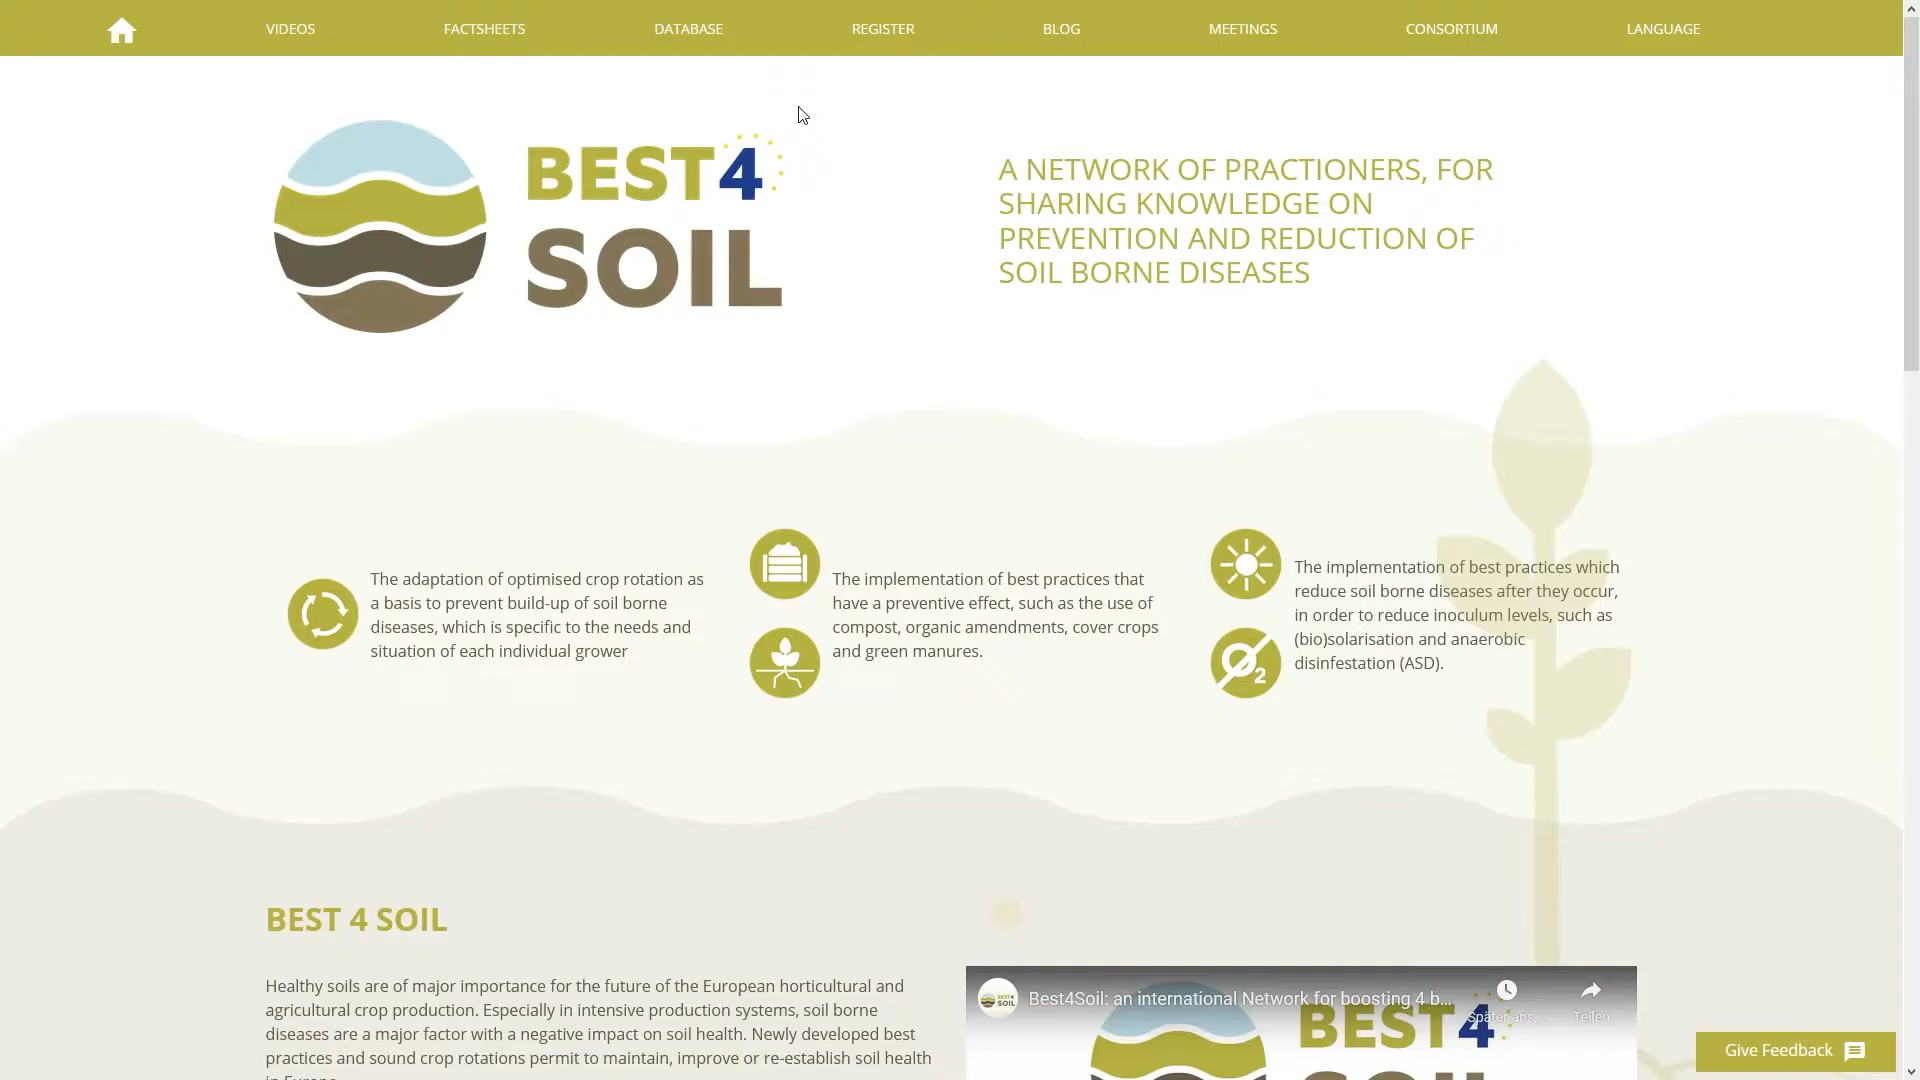 VIDEOS FACTSHEETS DATABASE REGISTER BLOG MEETINGS CONSORTIUM LANGUAGE
BEST4
SOIL
A NETWORK OF PRACTIONERS, FOR
SHARING KNOWLEDGE ON
PREVENTION AND REDUCTION OF
SOIL BORNE DISEASES
The adaptation of optimised crop rotation as
a basis to prevent build-up of soil borne
diseases, which is specific to the needs and
situation of each individual grower
The implementation of best practices that
have a preventive effect, such as the use of
compost, organic amendments, cover crops
and green manures.
The implementation of best practices which
reduce soil borne diseases after they occur,
in order to reduce inoculum levels, such as
(bio)solarisation and anaerobic
disinfestation (ASD).
2
BEST 4 SOIL
Healthy soils are of major importance for the future of the European horticultural and
agricultural crop production. Especially in intensive production systems, soil borne
diseases are a major factor with a negative impact on soil health. Newly developed best
practices and sound crop rotations permit to maintain, improve or re-establish soil health
in Europe
BEST4
SOIL
Best4Soil: an international Network for boosting 4 b...
Später ans...
Teilen
BEST4
SOIL
Give Feedback